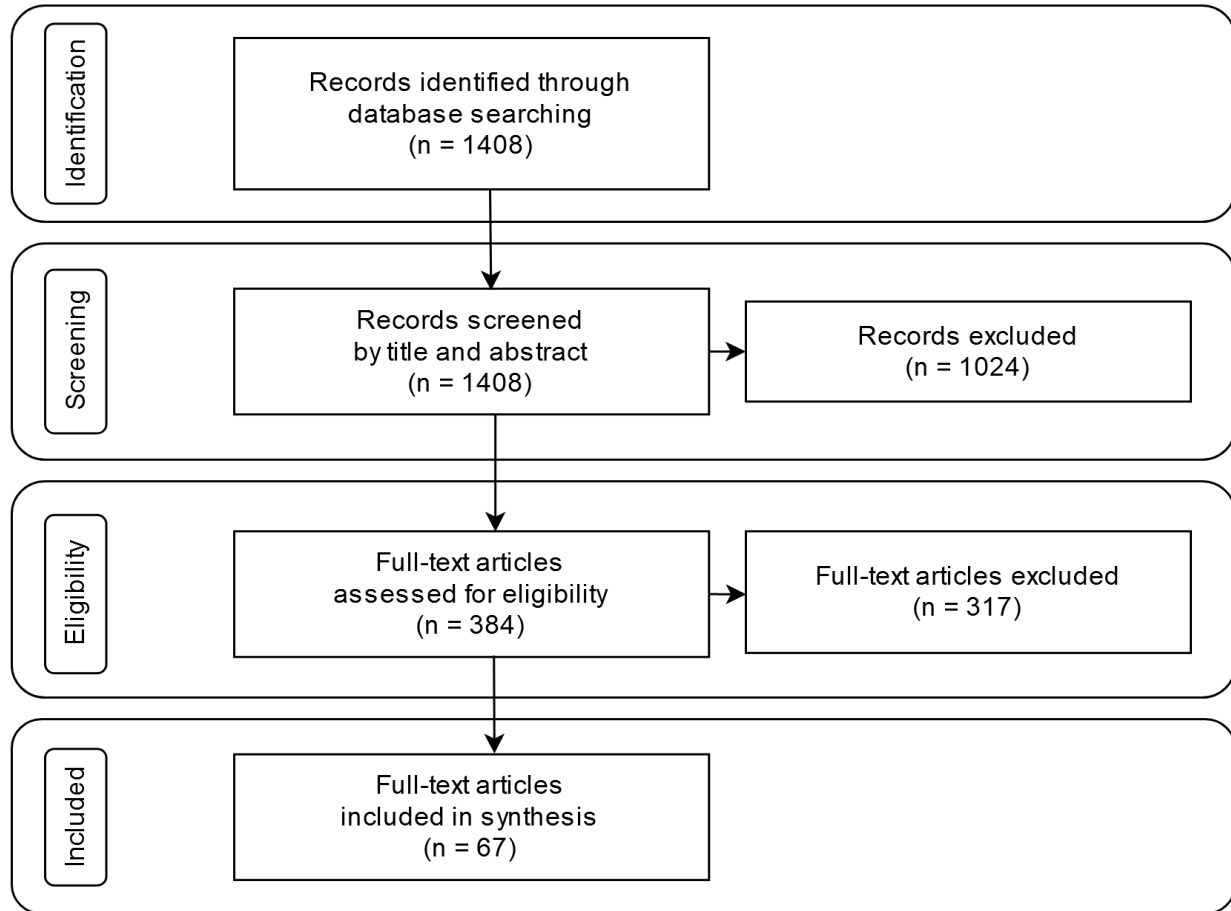 Identification
Records identified through
database searching
(n = 1408)
Screening
Records screened
by title and abstract
(n = 1408)
Records excluded
(n = 1024)
Eligibility
Full-text articles
assessed for eligibility
(n = 384)
Full-text articles excluded
(n = 317)
Included
Full-text articles
included in synthesis
(n = 67)